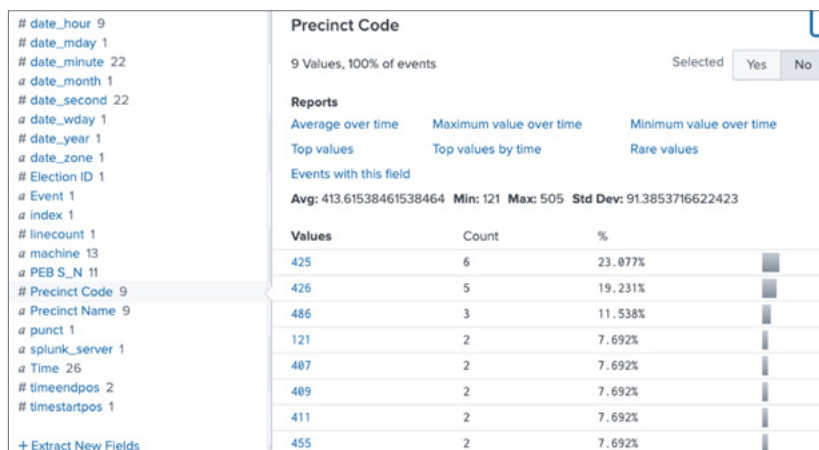 # date_hour 9
# date_mday 1
# date_minute 22
a date_month 1
# date_second 22
a date_wday 1
# date_year 1
a date_zone 1
# Election ID 1
a Event 1
a index 1
# linecount 1
a machine 13
a PEB S_N 11
# Precinct Code 9
a Precinct Name 9
a punct 1
a splunk_server 1
a Time 26
# timeendpos 2
# timestartpos 1
+ Extract New Fields
Precinct Code
9 Values, 100% of events
Selected Yes No
Reports
Average over time Maximum value over time Minimum value over time
Top values Top values by time Rare values
Events with this field
Avg: 413.61538461538464 Min: 121 Max: 505 Std Dev: 91.3853716622423
Values Count %
425 6 23.077%
426 5 19.231%
486 3 11.538%
121 2 7.692%
407 2 7.692%
409 2 7.692%
411 2 7.692%
455 2 7.692%